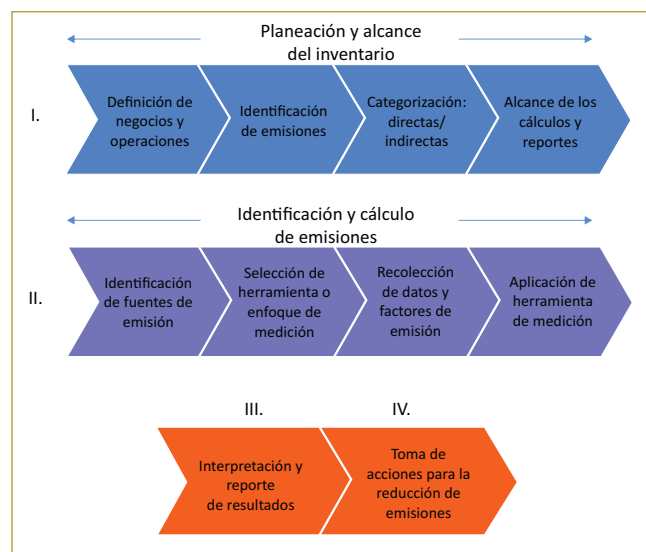 Planeación y alcance
del inventario
I.
Definición de
negocios y
operaciones
Identificación
de emisiones
Categorización:
directas/
indirectas
Alcance de los
cálculos y
reportes
Identificación y cálculo
de emisiones
II.
Identificación
de fuentes de
emisión
Selección de
herramienta o
enfoque de
medición
Recolección
de datos y
factores de
emisión
Aplicación de
herramienta
de medición
III.
Interpretación y
reporte
de resultados
IV.
Toma de
acciones para la
reducción de
emisiones